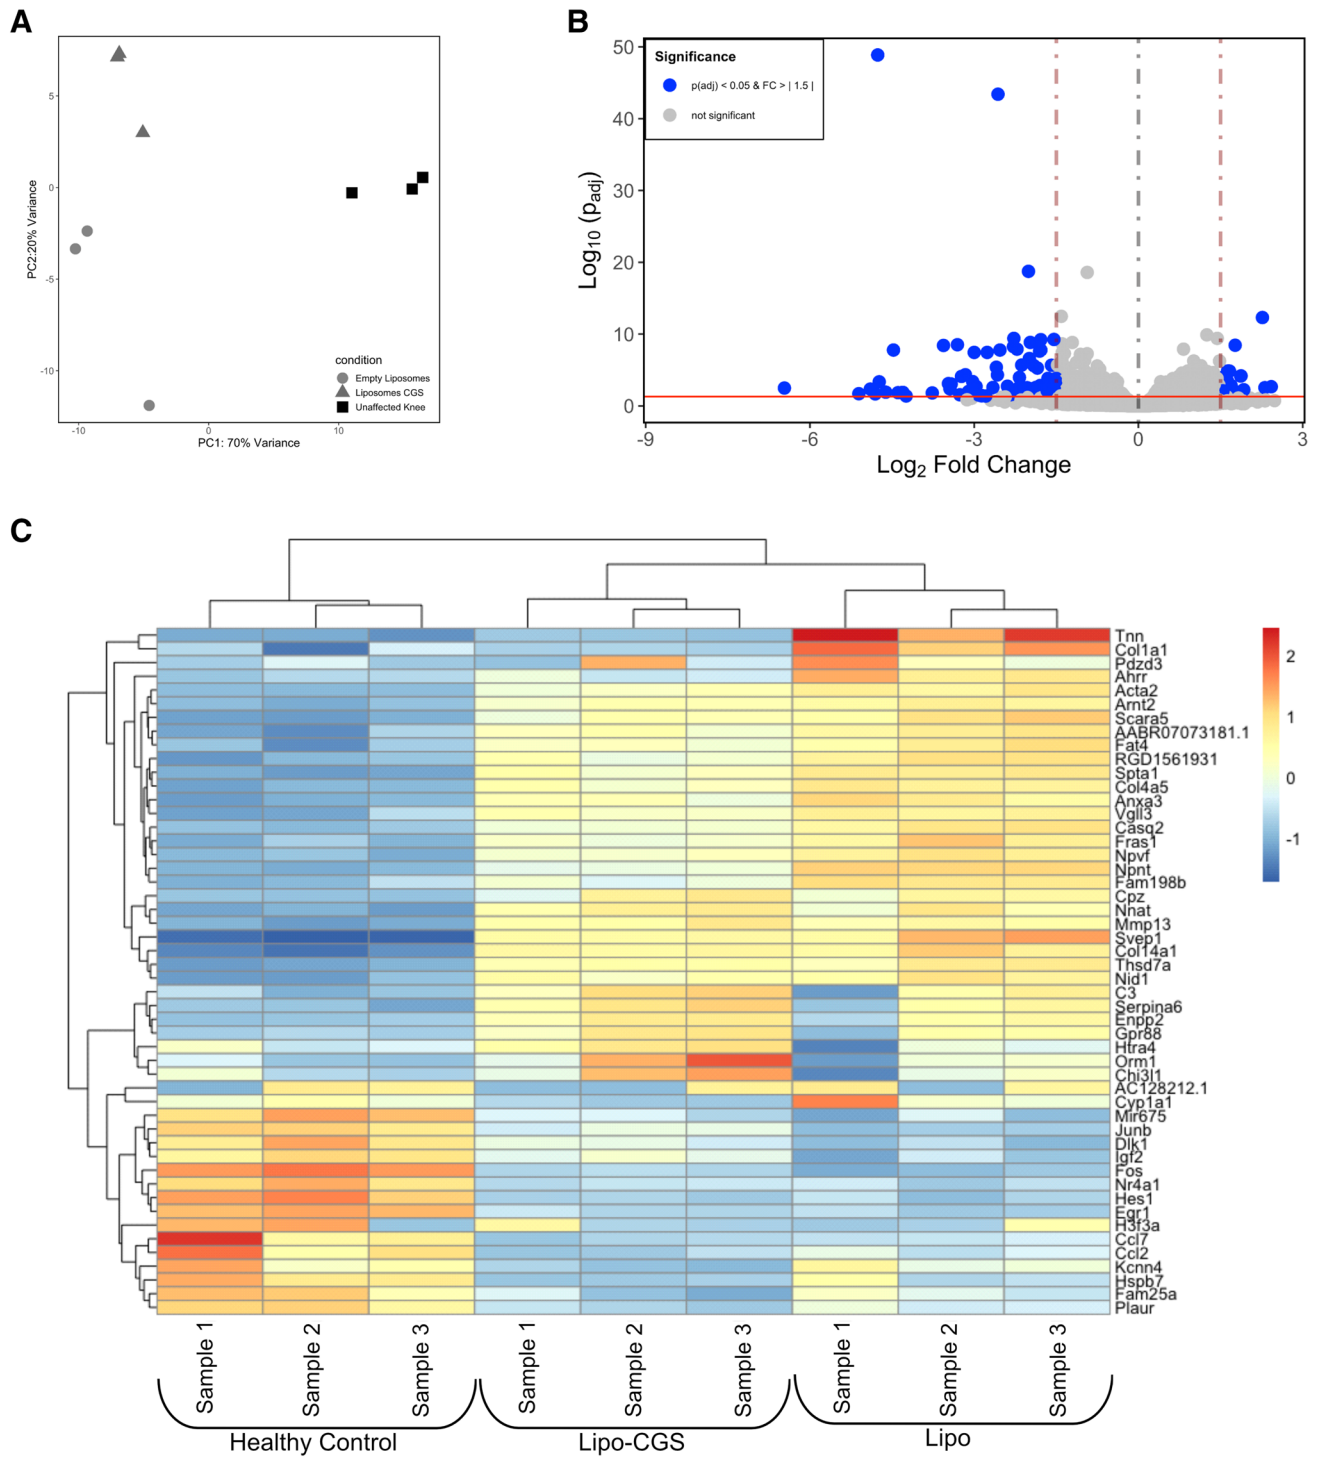 A
5
0
-5
-10
-10
0
10
PC2:20% Variance
PC1: 70% Variance
condition
Empty Liposomes
Liposomes CGS
Unaffected Knee
B
50
40
30
20
10
0
-9
-6
-3
0
3
Log10 (padj)
Log2 Fold Change
Significance
p(adj) < 0.05 & FC > | 1.5 |
not significant
C
Tnn
Col1a1
Pdzd3
Ahrr
Acta2
Arnt2
Scara5
AABR07073181.1
Fat4
RGD1561931
Spta1
Col4a5
Anxa3
Vgll3
Casq2
Fras1
Npvf
Npnt
Fam198b
Cpz
Nnat
Mmp13
Svep1
Col14a1
Thsd7a
Nid1
C3
Serpina6
Enpp2
Gpr88
Htra4
Orm1
Chi3l1
AC128212.1
Cyp1a1
Mir675
Junb
Dlk1
Igf2
Fos
Nr4a1
Hes1
Egr1
H3f3a
Ccl7
Ccl2
Kcnn4
Hspb7
Fam25a
Plaur
2
1
0
-1
Sample 1
Sample 2
Sample 3
Sample 1
Sample 2
Sample 3
Sample 1
Sample 2
Sample 3
Healthy Control
Lipo-CGS
Lipo